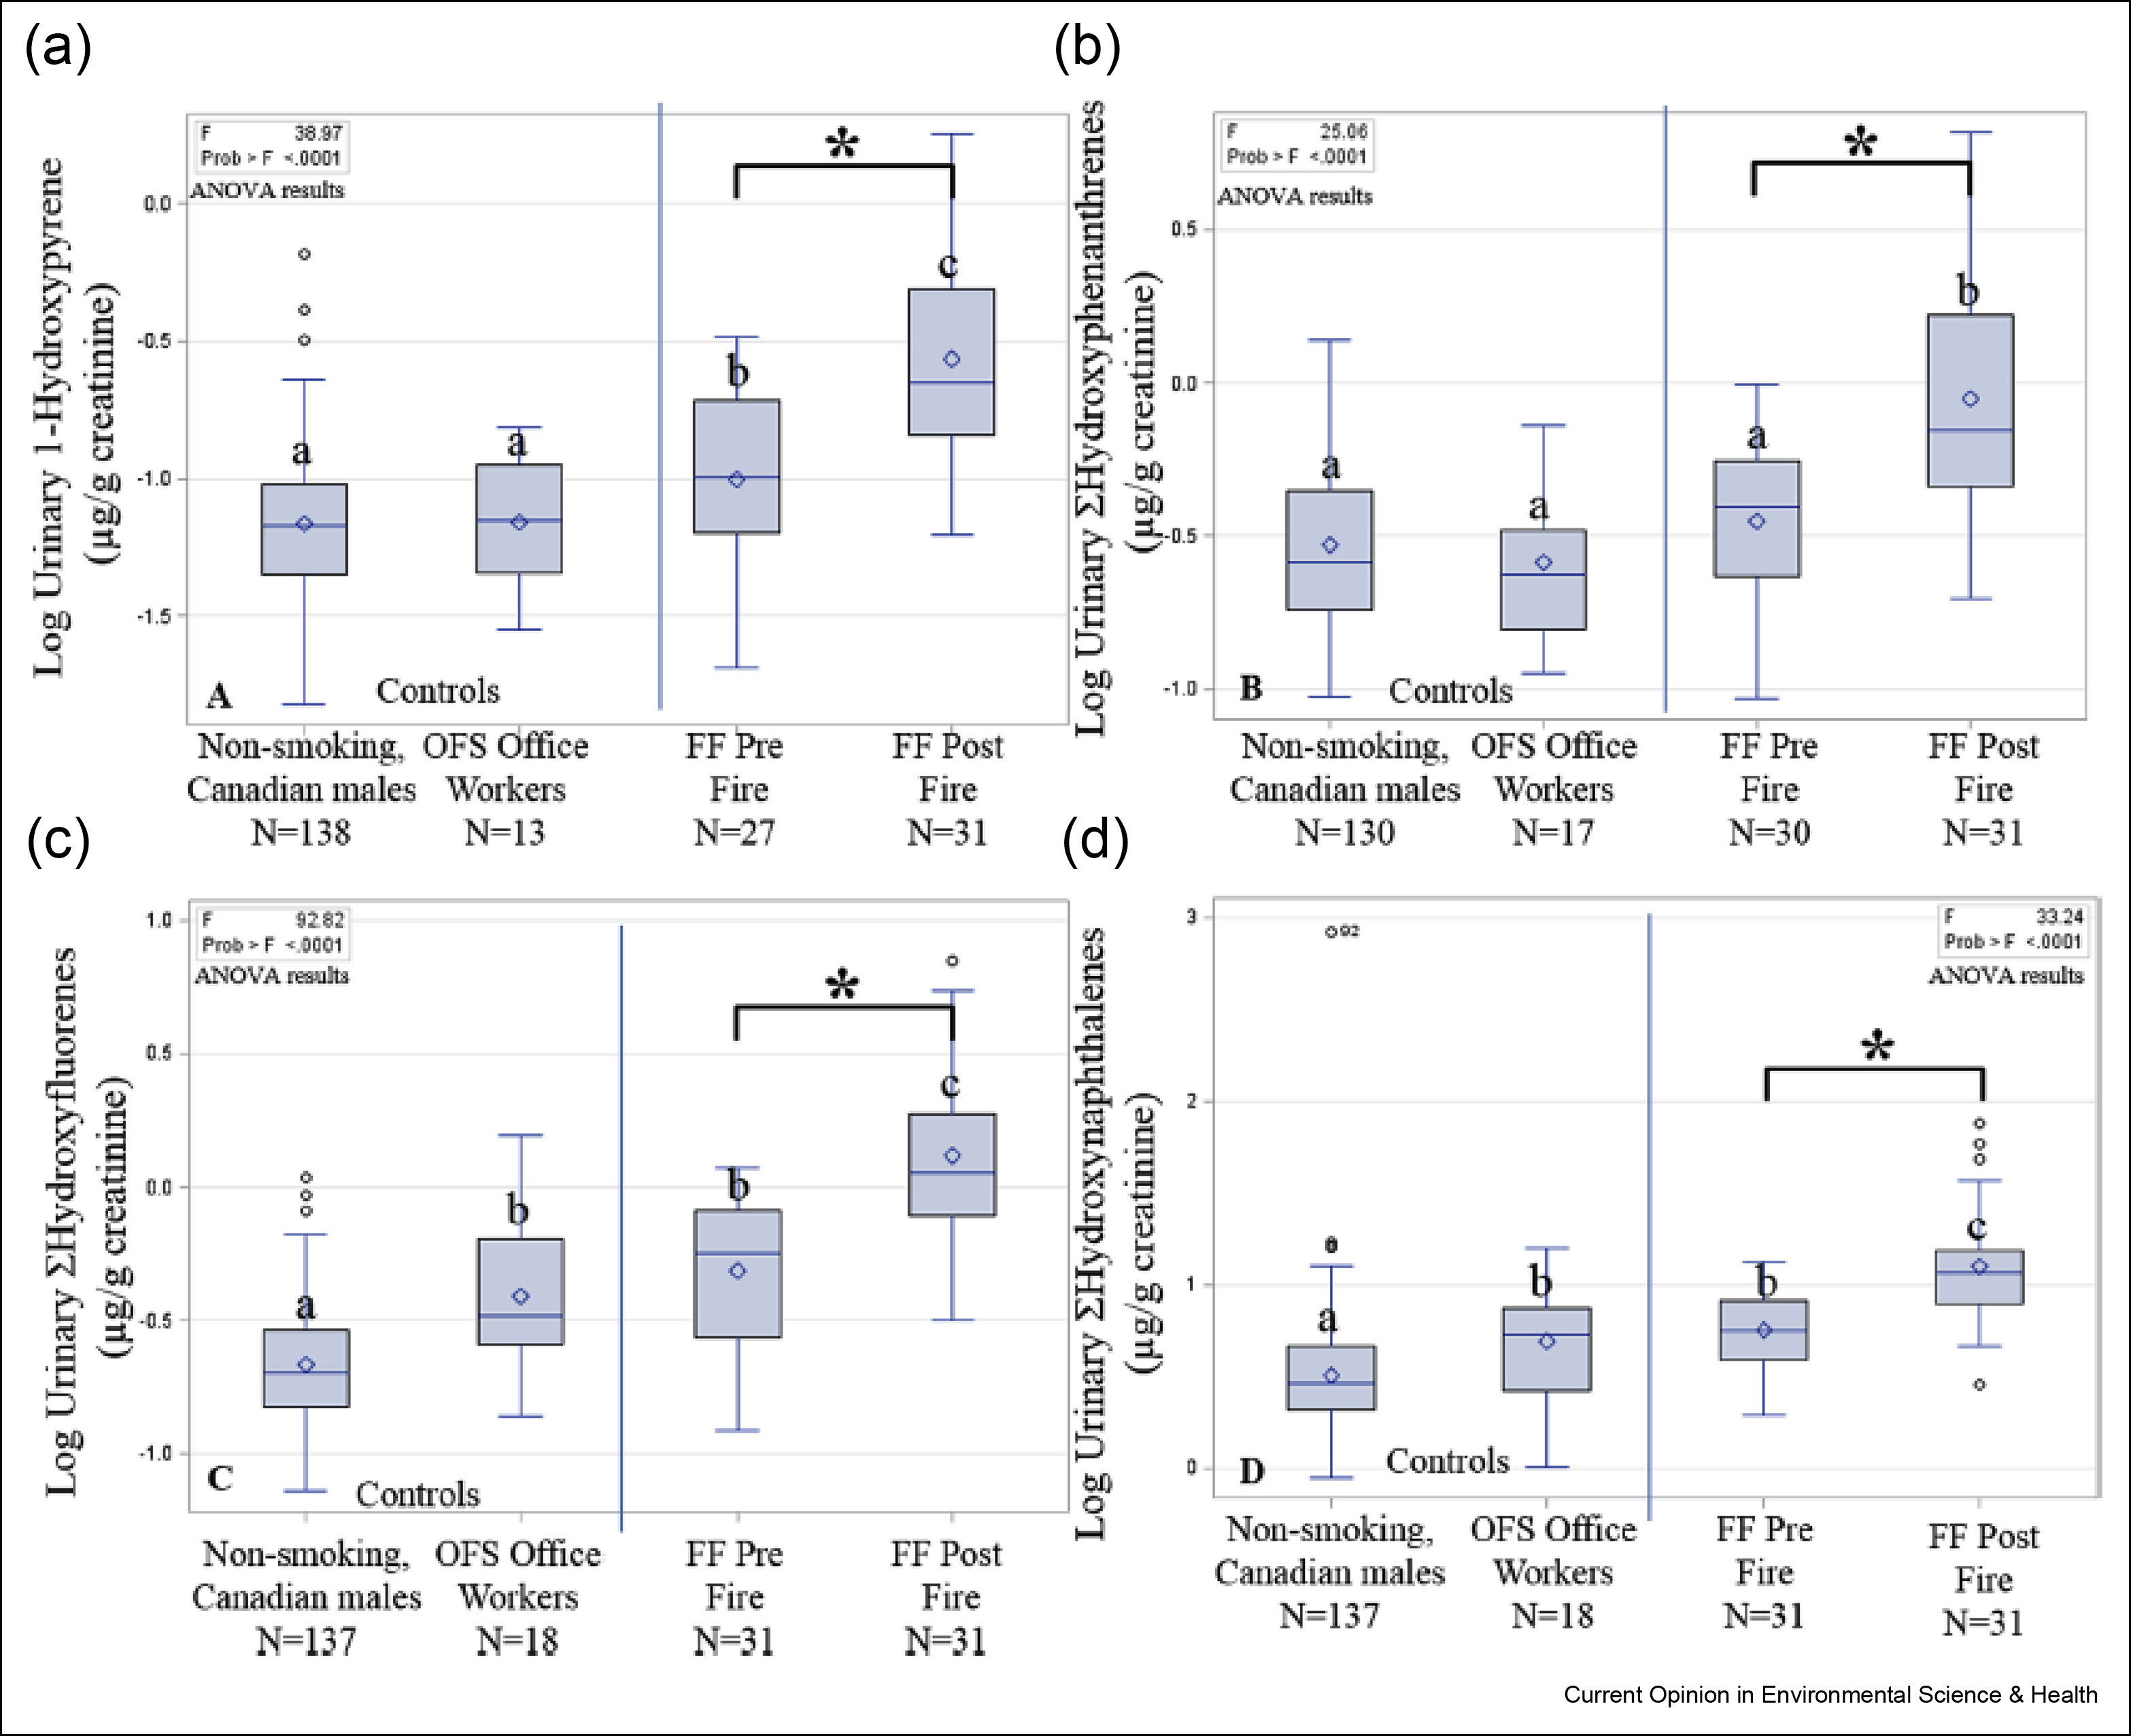 (a)
Log Urinary 1-Hydroxypyrene
(µg/g creatinine)
F 38.97
Prob > F <.0001
ANOVA results
*
0.0
-0.5
-1.0
-1.5
a
a
b
c
A
Controls
Non-smoking,
Canadian males
N=138
OFS Office
Workers
N=13
FF Pre
Fire
N=27
FF Post
Fire
N=31
(b)
Log Urinary ΣHydroxyphenanthrenes
(µg/g creatinine)
F 25.06
Prob > F <.0001
ANOVA results
*
0.5
0.0
-0.5
-1.0
a
a
a
b
B
Controls
Non-smoking,
Canadian males
N=130
OFS Office
Workers
N=17
FF Pre
Fire
N=30
FF Post
Fire
N=31
(c)
Log Urinary ΣHydroxyfluorenes
(µg/g creatinine)
F 92.82
Prob > F <.0001
ANOVA results
*
1.0
0.5
0.0
-0.5
-1.0
a
b
b
c
C
Controls
Non-smoking,
Canadian males
N=137
OFS Office
Workers
N=18
FF Pre
Fire
N=31
FF Post
Fire
N=31
(d)
Log Urinary ΣHydroxynaphthalenes
(µg/g creatinine)
92
F 33.24
Prob > F <.0001
ANOVA results
*
3
2
1
0
a
b
b
c
D
Controls
Non-smoking,
Canadian males
N=137
OFS Office
Workers
N=18
FF Pre
Fire
N=31
FF Post
Fire
N=31
Current Opinion in Environmental Science & Health